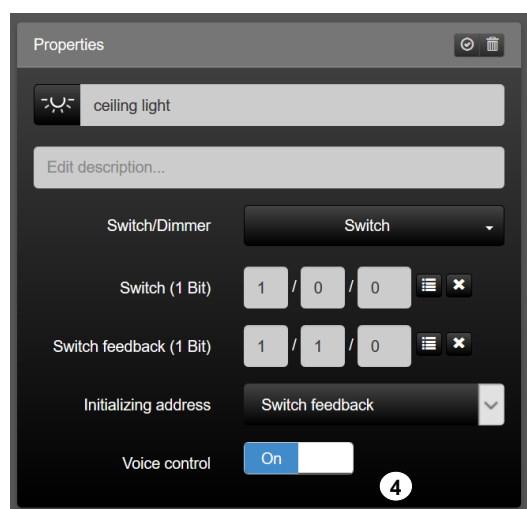 Properties
ceiling light
Edit description...
Switch/Dimmer Switch
Switch (1 Bit) 1 / 0 / 0
Switch feedback (1 Bit) 1 / 1 / 0
Initializing address Switch feedback
Voice control On
4